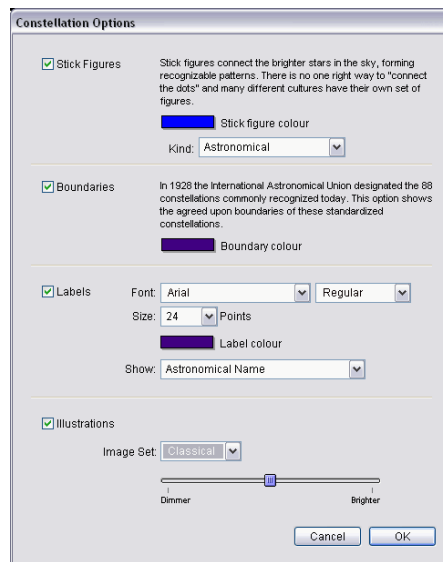 Constellation Options
Stick Figures
Stick figures connect the brighter stars in the sky, forming
recognizable patterns. There is no one right way to "connect
the dots" and many different cultures have their own set of
figures.
Stick figure colour
Kind: Astronomical
Boundaries
In 1928 the International Astronomical Union designated the 88
constellations commonly recognized today. This option shows
the agreed upon boundaries of these standardized
constellations.
Boundary colour
Labels Font: Arial Regular
Size: 24 Points
Label colour
Show: Astronomical Name
Illustrations
Image Set: Classical
Dimmer Brighter
Cancel OK